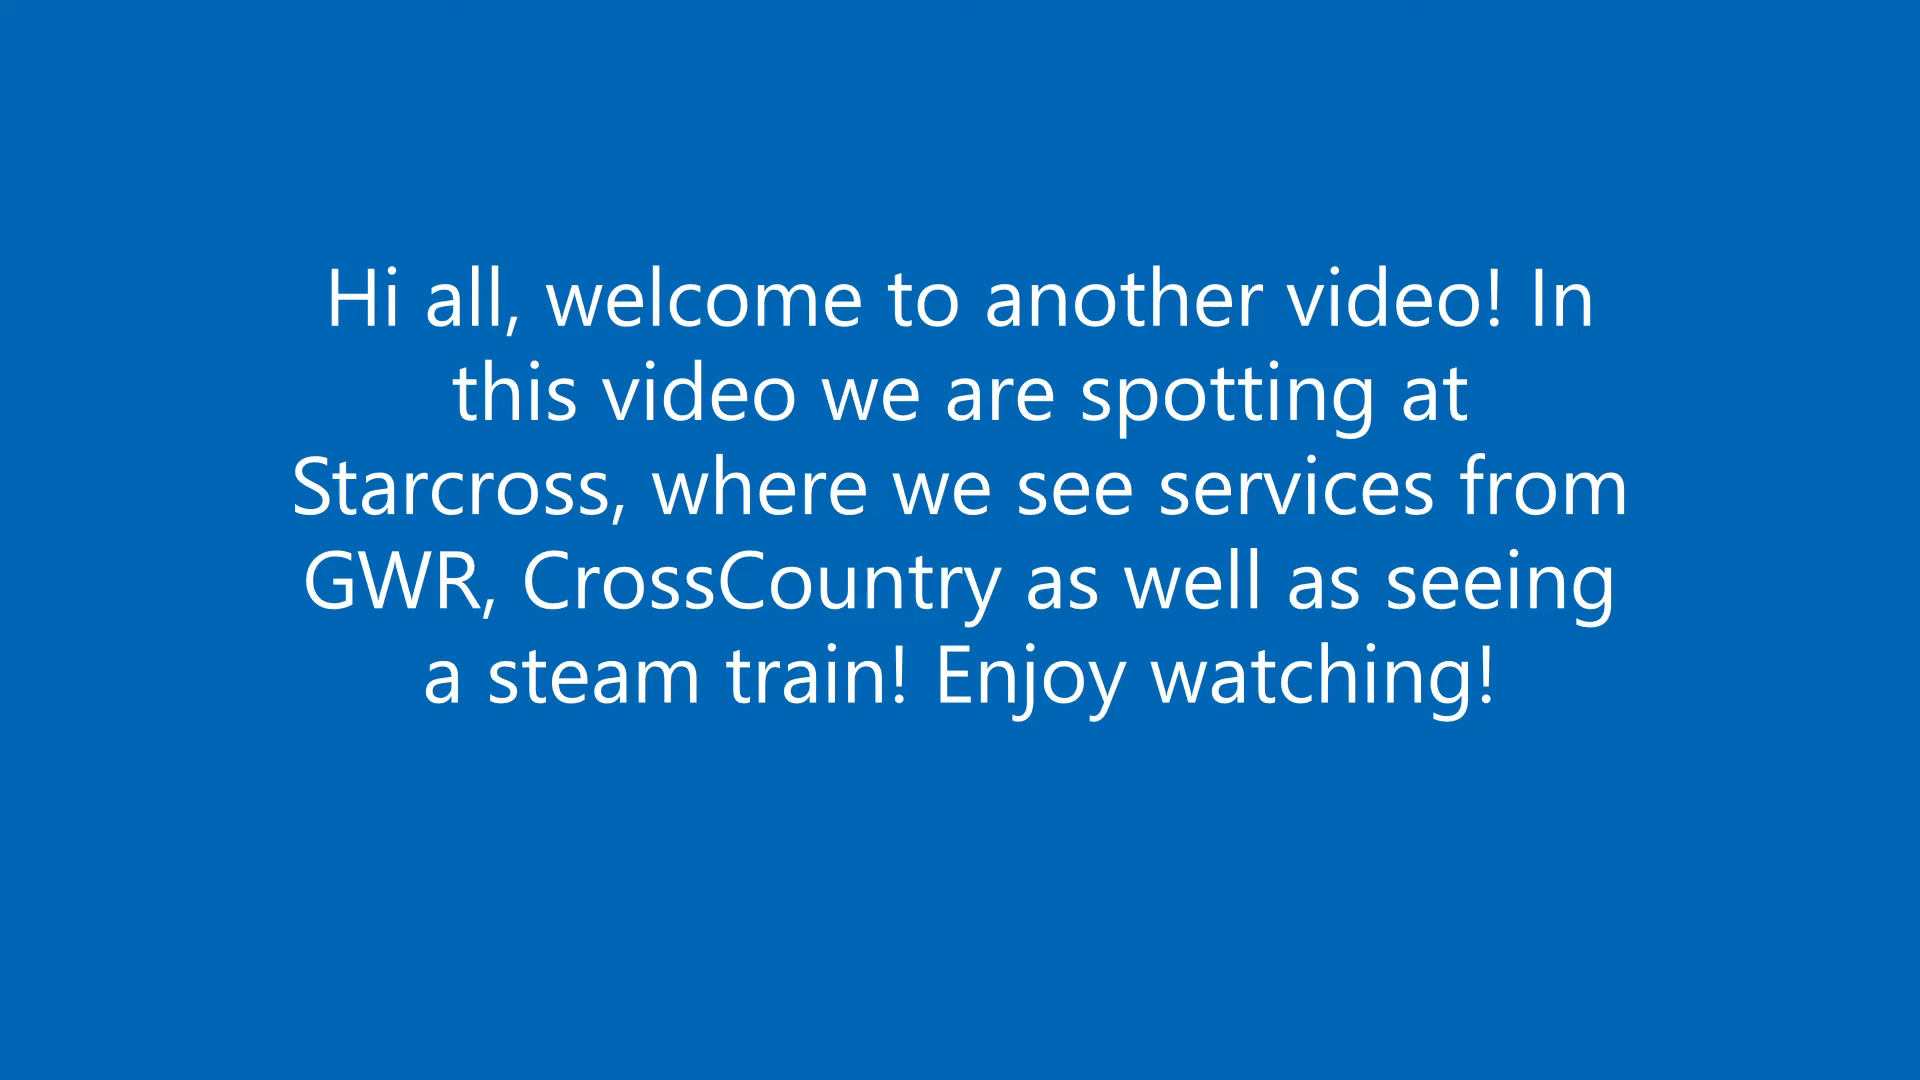 Hi all, welcome to another video! In
this video we are spotting at
Starcross, where we see services from
GWR, CrossCountry as well as seeing
a steam train! Enjoy watching!